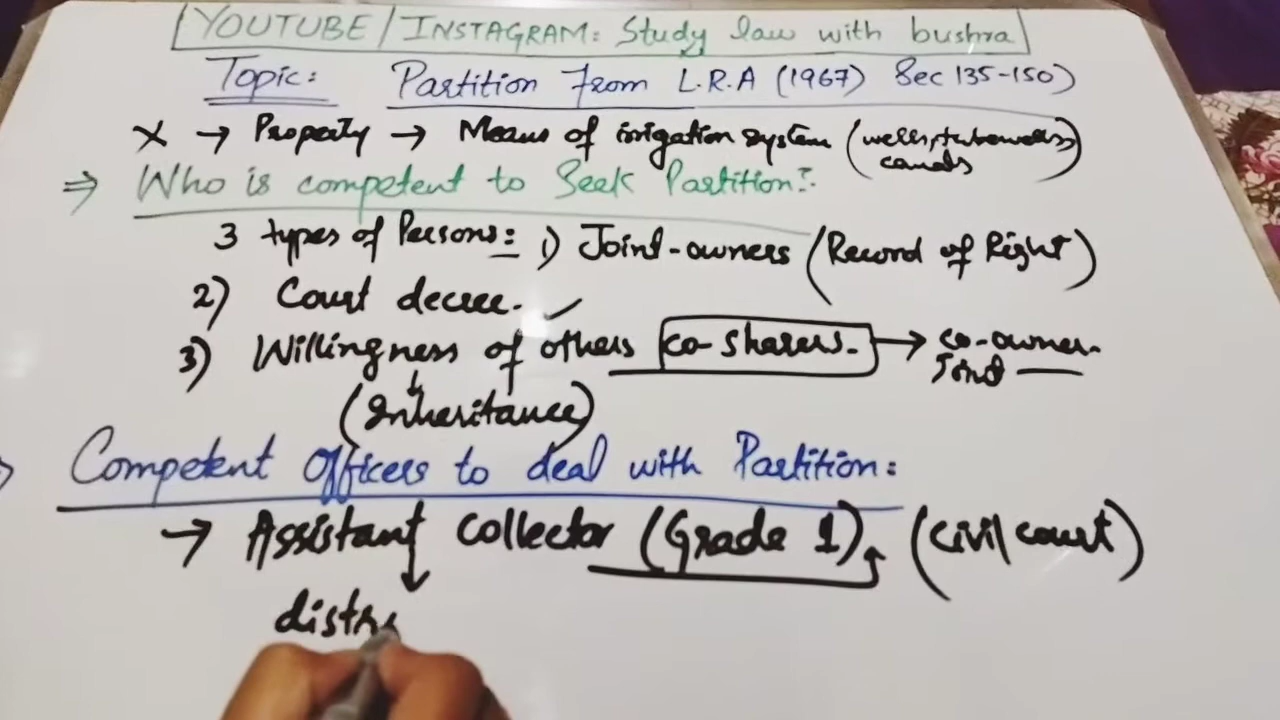 YOUTUBE/INSTAGRAM: Study law with bushra
Topic: Partition From L.R.A (1967) Sec 135-150)
X → Property → Means of irrigation system (wells, tubewells, canals)
⇒ Who is competent to Seek Partition?
3 types of Persons: 1) Joint-owners (Record of Right)
2) Court decree. ✓
3) Willingness of others co-sharers. → co-owner.
Joint
(Inheritance)
Competent Officers to deal with Partition:
→ Assistant Collector (Grade 1), (Civil court)
distr